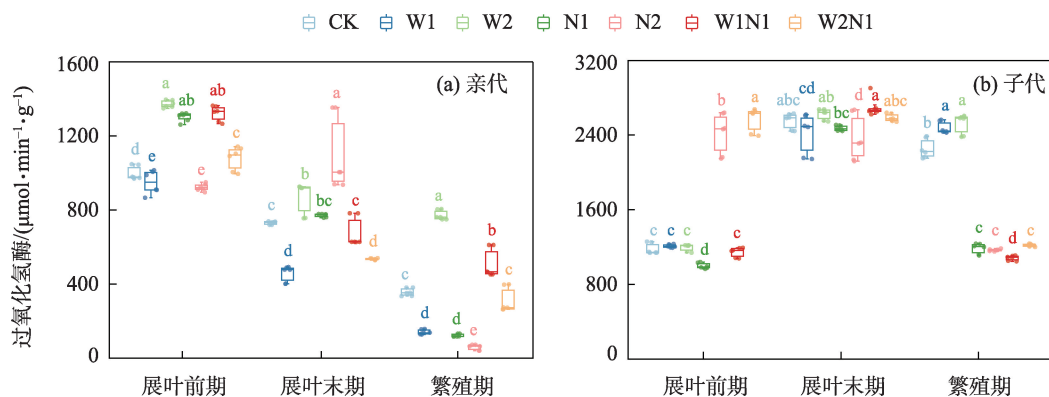 CK W1 W2 N1 N2 W1N1 W2N1
过氧化氢酶/(μmol·min⁻¹·g⁻¹)
(a) 亲代
1600
1200
800
400
0
d e a ab e ab c
c d b bc a c d
c d a d e b c
展叶前期 展叶末期 繁殖期
(b) 子代
3200
2400
1600
1200
800
0
c c c d b c a
abc cd ab bc d a abc
b a a c c d c
展叶前期 展叶末期 繁殖期